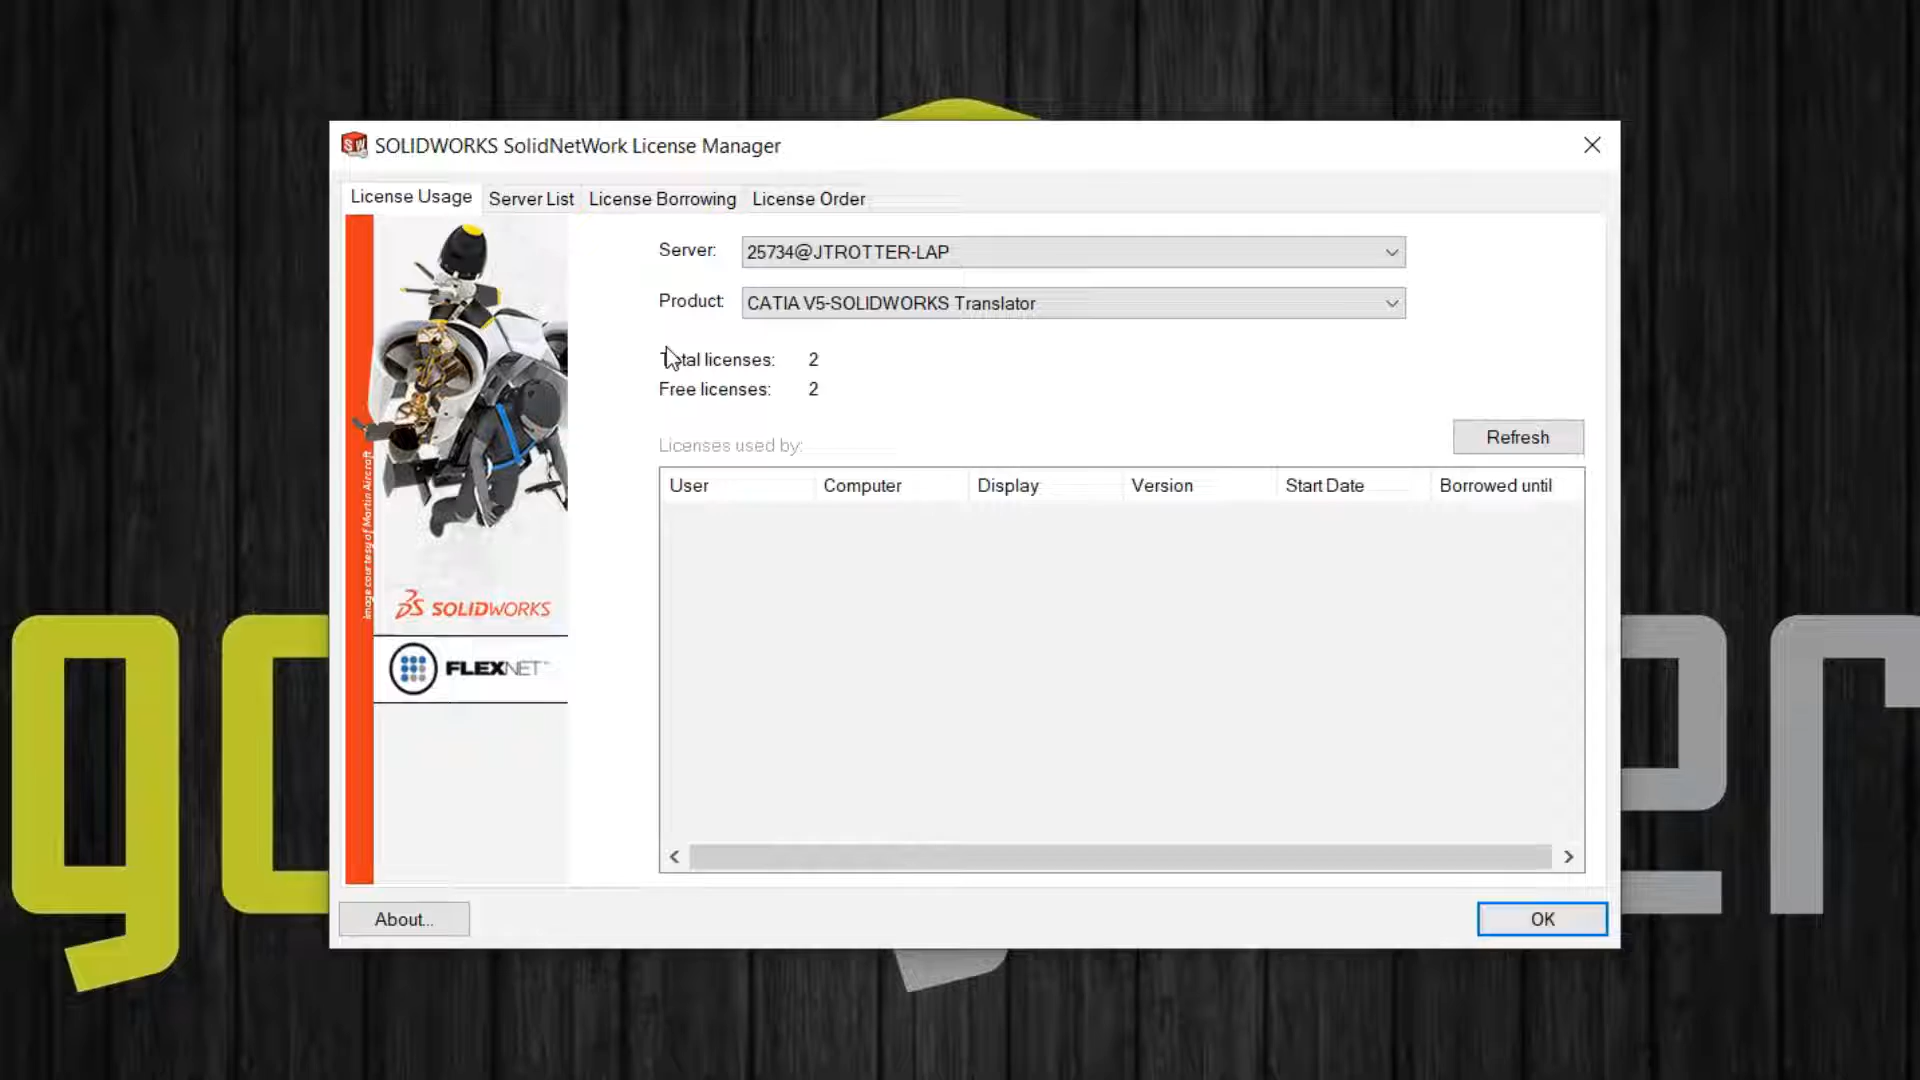 SOLIDWORKS SolidNetWork License Manager
License Usage
Server List
License Borrowing
License Order
Server:
25734@JTROTTER-LAP
Product:
CATIA V5-SOLIDWORKS Translator
Total licenses: 2
Free licenses: 2
Licenses used by:
Refresh
User
Computer
Display
Version
Start Date
Borrowed until
Image courtesy of Martin Aircraft
SOLIDWORKS
FLEXNET
About...
OK